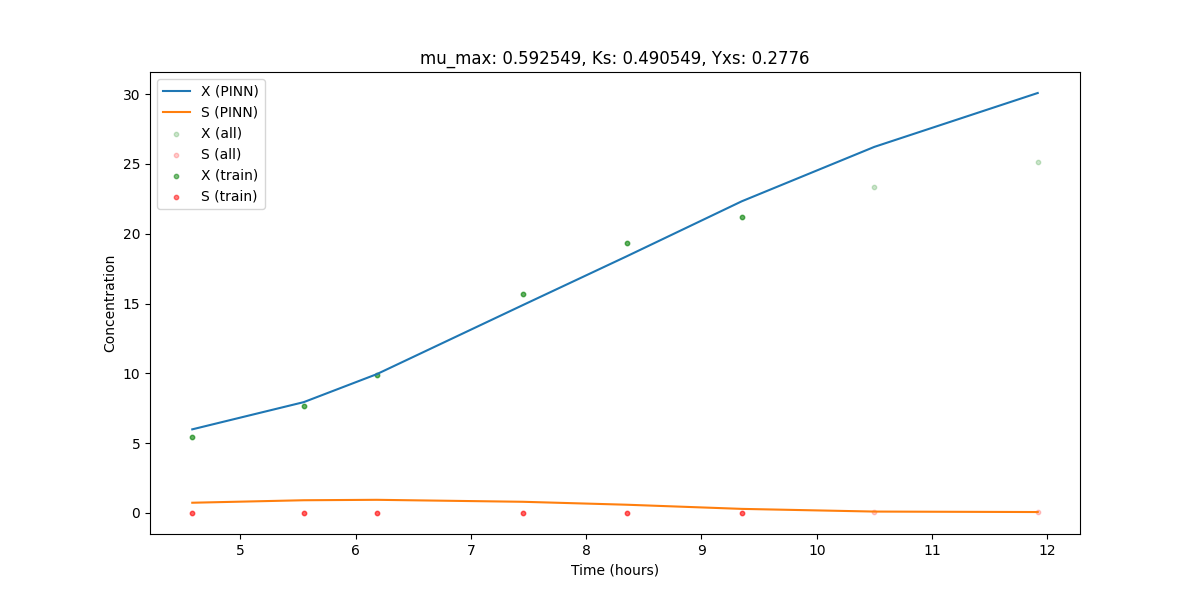 mu_max: 0.592549, Ks: 0.490549, Yxs: 0.2776
X (PINN)
S (PINN)
X (all)
S (all)
X (train)
S (train)
30
25
20
15
10
5
0
Concentration
5 6 7 8 9 10 11 12
Time (hours)